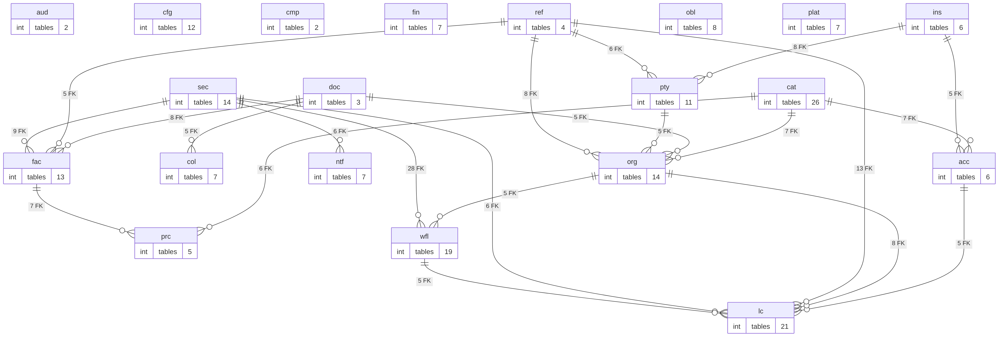 aud
int tables 2
cfg
int tables 12
cmp
int tables 2
fin
int tables 7
ref
int tables 4
obl
int tables 8
plat
int tables 7
ins
int tables 6
6 FK
8 FK
sec
int tables 14
doc
int tables 3
pty
int tables 11
cat
int tables 26
5 FK
8 FK
5 FK
8 FK
5 FK
7 FK
9 FK
5 FK
6 FK
5 FK
7 FK
fac
int tables 13
col
int tables 7
ntf
int tables 7
org
int tables 14
acc
int tables 6
6 FK
28 FK
13 FK
5 FK
7 FK
6 FK
prc
int tables 5
wfl
int tables 19
8 FK
5 FK
5 FK
lc
int tables 21